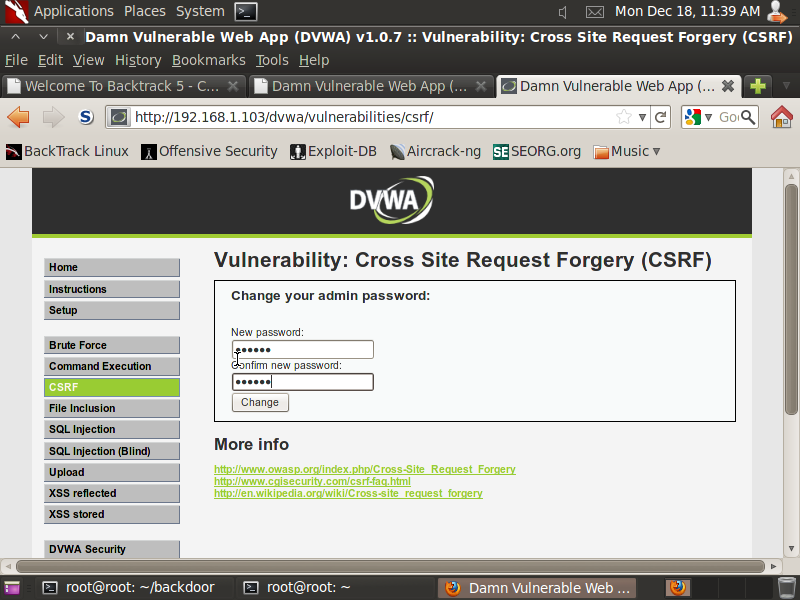 Applications Places System Mon Dec 18, 11:39 AM
Damn Vulnerable Web App (DVWA) v1.0.7 :: Vulnerability: Cross Site Request Forgery (CSRF)
File Edit View History Bookmarks Tools Help
Welcome To Backtrack 5 - C... Damn Vulnerable Web App (... Damn Vulnerable Web App (...
http://192.168.1.103/dvwa/vulnerabilities/csrf/ Go
BackTrack Linux Offensive Security Exploit-DB Aircrack-ng SEORG.org Music
DVWA
Vulnerability: Cross Site Request Forgery (CSRF)
Home
Instructions
Setup
Brute Force
Command Execution
CSRF
File Inclusion
SQL Injection
SQL Injection (Blind)
Upload
XSS reflected
XSS stored
DVWA Security
Change your admin password:
New password:
••••••
Confirm new password:
••••••
Change
More info
http://www.owasp.org/index.php/Cross-Site_Request_Forgery
http://www.cgisecurity.com/csrf-faq.html
http://en.wikipedia.org/wiki/Cross-site_request_forgery
root@root: ~/backdoor root@root: ~ Damn Vulnerable Web ...